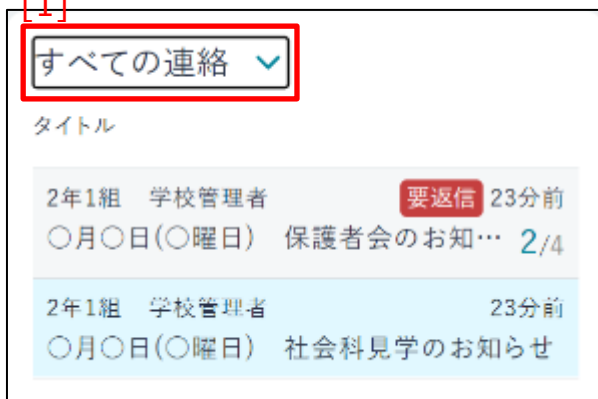 [1]
すべての連絡
タイトル
2年1組　学校管理者　要返信 23分前
○月○日(○曜日)　保護者会のお知… 2/4
2年1組　学校管理者　23分前
○月○日(○曜日)　社会科見学のお知らせ